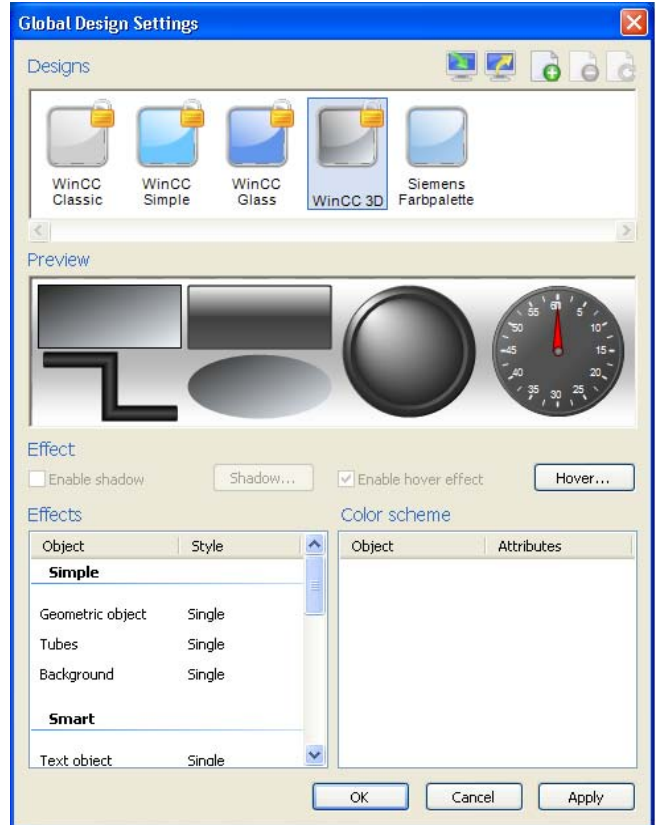 Global Design Settings
Designs
WinCC Classic
WinCC Simple
WinCC Glass
WinCC 3D
Siemens Farbpalette
Preview
60
5
10
15
20
25
30
35
40
45
50
55
Effect
Enable shadow
Shadow...
Enable hover effect
Hover...
Effects
Color scheme
Object Style
Object Attributes
Simple
Geometric object Single
Tubes Single
Background Single
Smart
Text object Single
OK Cancel Apply